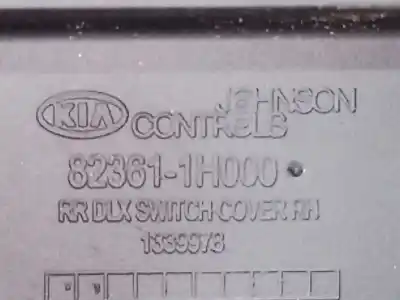 KIA JOHNSON
CONTROLS
82361-1H000
RR DLX SWITCH COVER RH
1339978